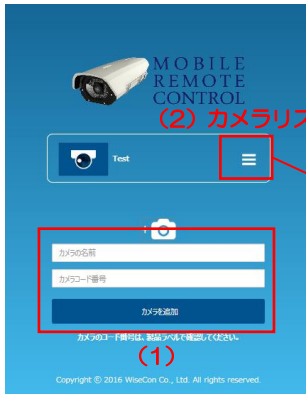 MOBILE
REMOTE
CONTROL
(2) カメラリス
Test
カメラの名前
カメラコード番号
カメラを追加
カメラのコード番号は、製品ラベルで確認してください。
(1)
Copyright © 2016 WiseCon Co., Ltd. All rights reserved.